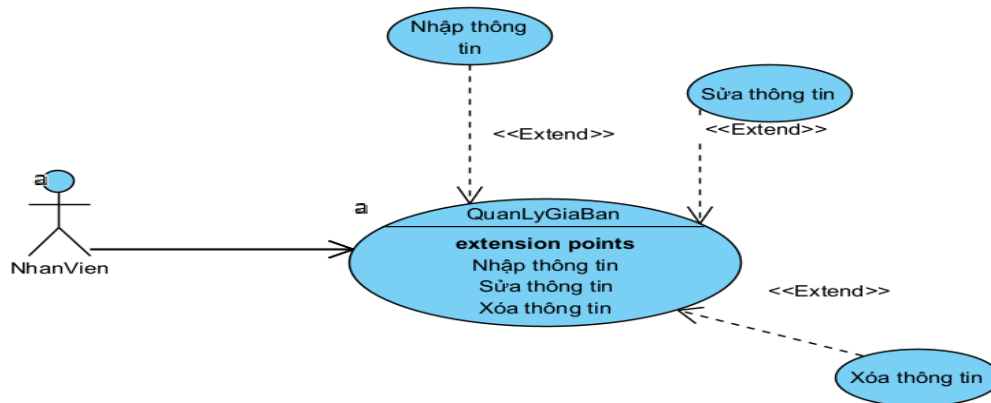 Nhập thông
tin
Sửa thông tin
<<Extend>>
<<Extend>>
a
a
QuanLyGiaBan
extension points
Nhập thông tin
Sửa thông tin
Xóa thông tin
NhanVien
<<Extend>>
Xóa thông tin